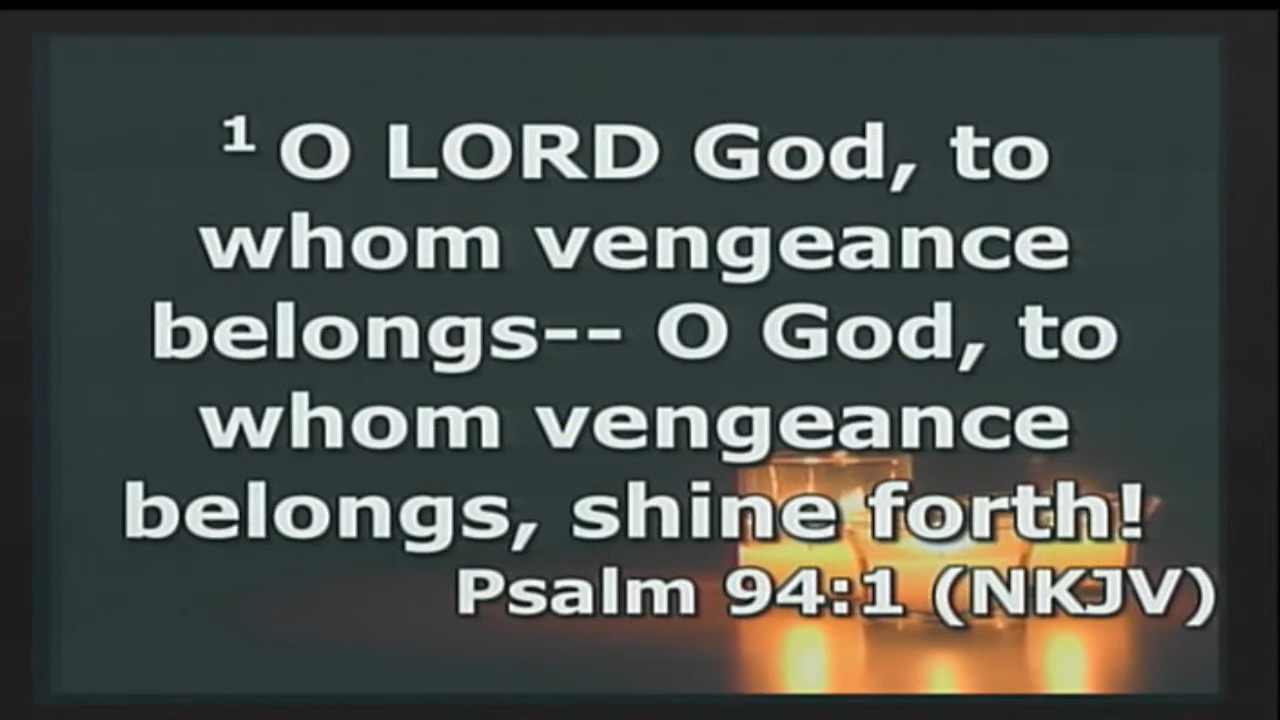 ¹ O LORD God, to
whom vengeance
belongs-- O God, to
whom vengeance
belongs, shine forth!
Psalm 94:1 (NKJV)